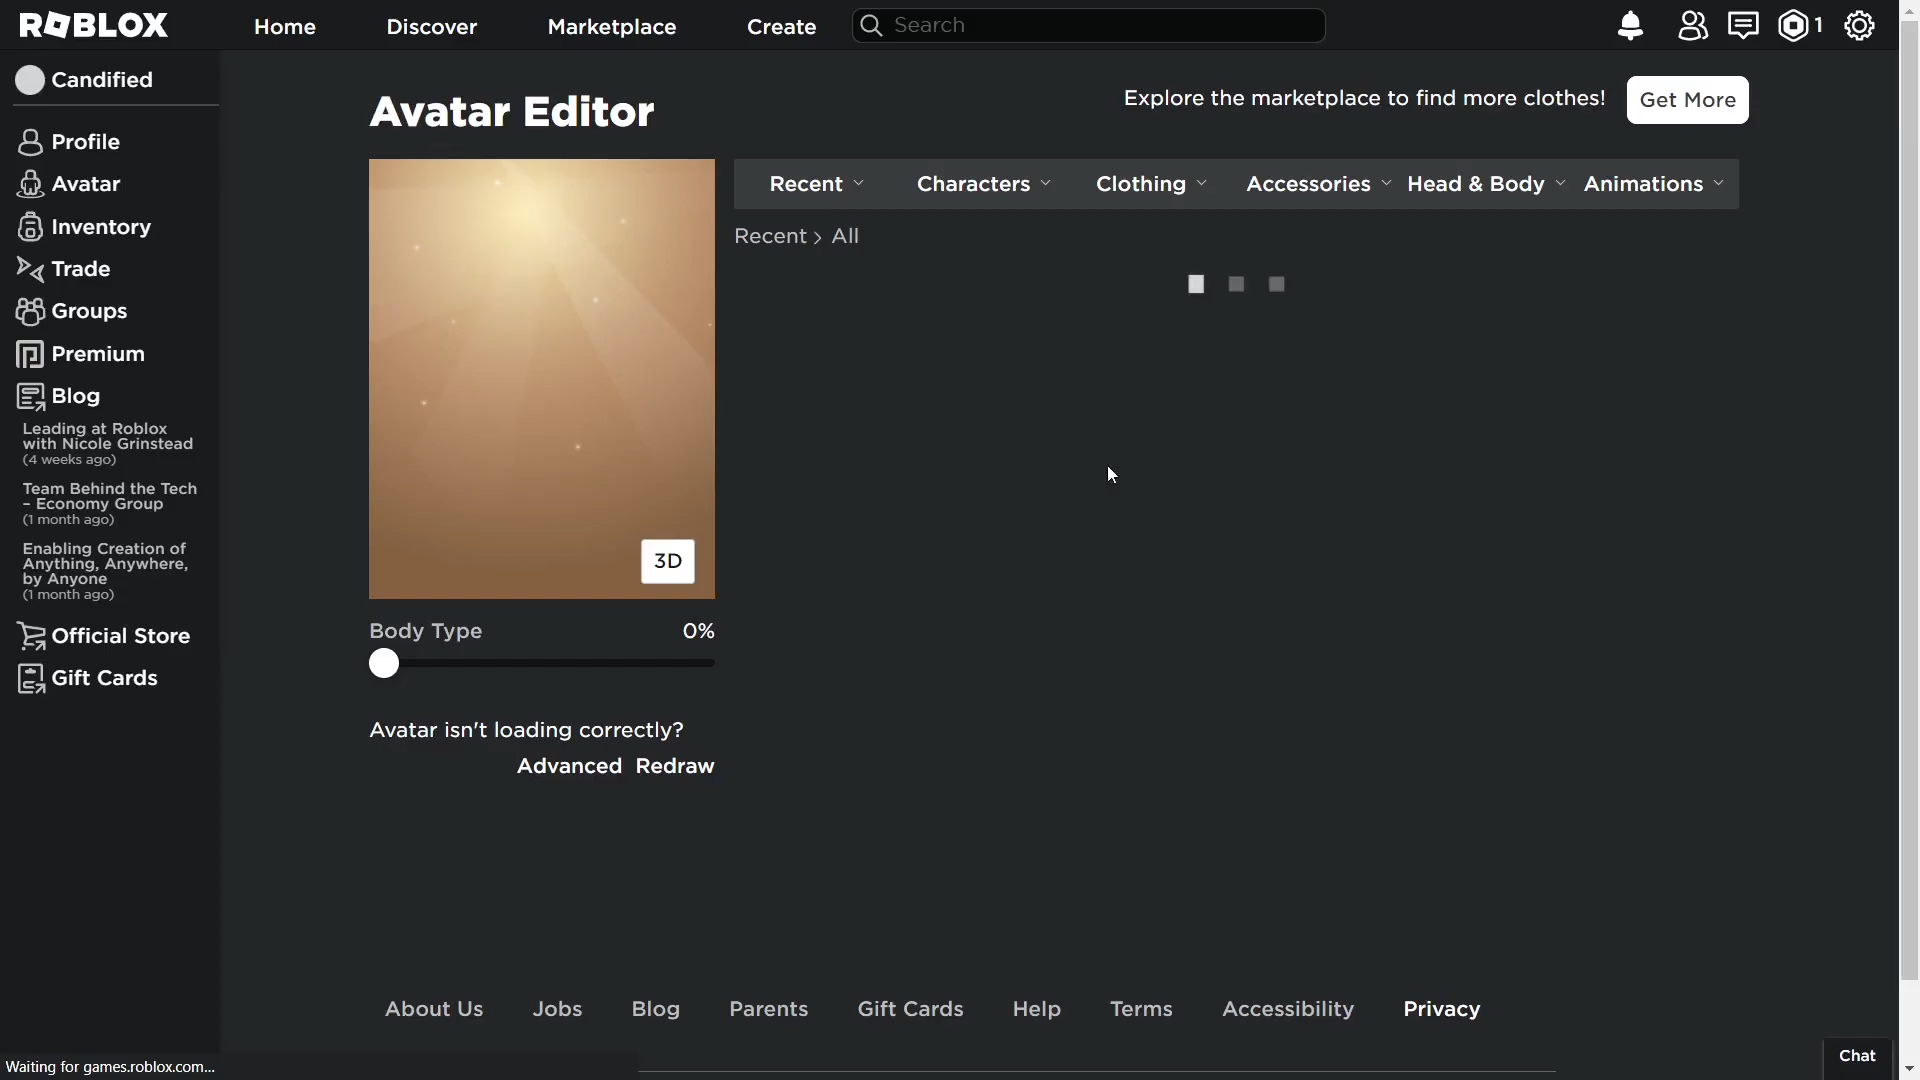 ROBLOX
Home
Discover
Marketplace
Create
Search
1
Candified
Profile
Avatar
Inventory
Trade
Groups
Premium
Blog
Leading at Roblox
with Nicole Grinstead
(4 weeks ago)
Team Behind the Tech
– Economy Group
(1 month ago)
Enabling Creation of
Anything, Anywhere,
by Anyone
(1 month ago)
Official Store
Gift Cards
Avatar Editor
Explore the marketplace to find more clothes!
Get More
3D
Body Type
0%
Avatar isn't loading correctly?
Advanced Redraw
Recent
Characters
Clothing
Accessories
Head & Body
Animations
Recent > All
About Us
Jobs
Blog
Parents
Gift Cards
Help
Terms
Accessibility
Privacy
Chat
Waiting for games.roblox.com...